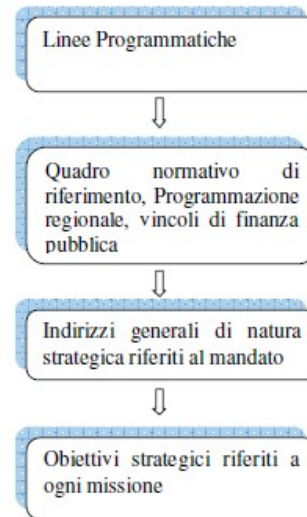 Linee Programmatiche
Quadro normativo di
riferimento, Programmazione
regionale, vincoli di finanza
pubblica
Indirizzi generali di natura
strategica riferiti al mandato
Obiettivi strategici riferiti a
ogni missione